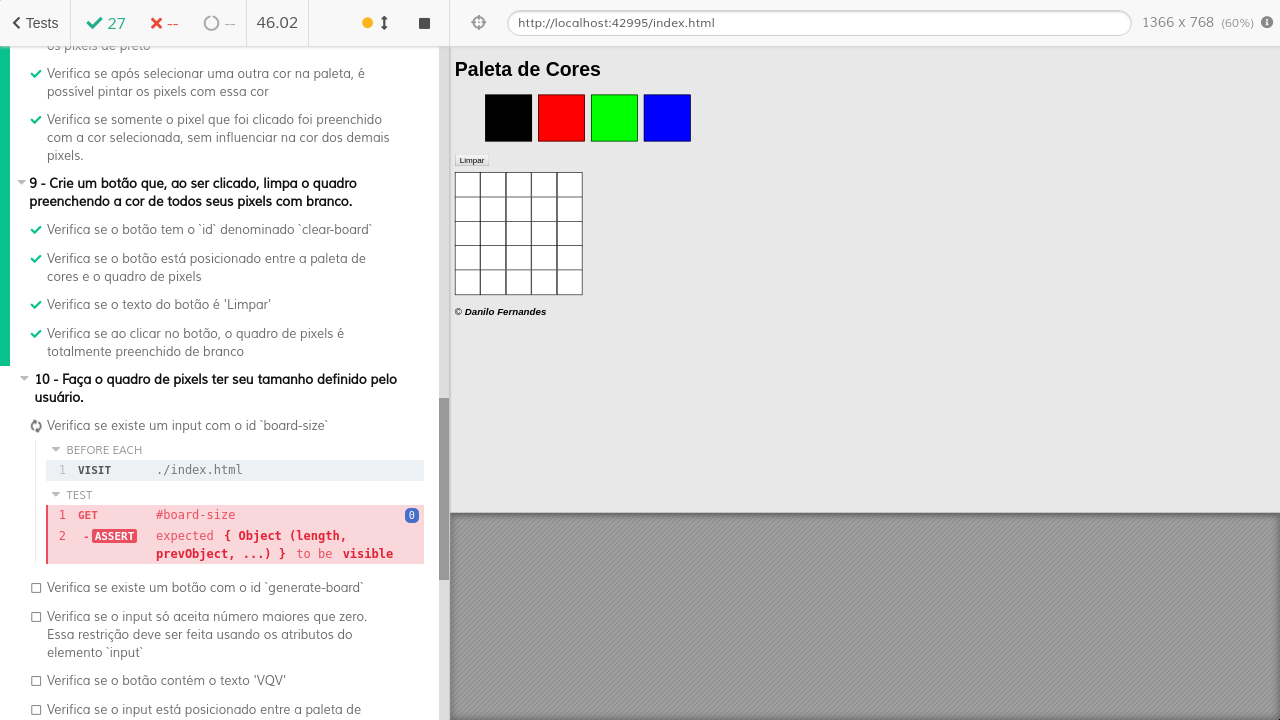 Tests
27
--
--
46.02
http://localhost:42995/index.html
1366 x 768 (60%)
os pixels de preto
Verifica se após selecionar uma outra cor na paleta, é
possível pintar os pixels com essa cor
Verifica se somente o pixel que foi clicado foi preenchido
com a cor selecionada, sem influenciar na cor dos demais
pixels.
9 - Crie um botão que, ao ser clicado, limpa o quadro
preenchendo a cor de todos seus pixels com branco.
Verifica se o botão tem o `id` denominado `clear-board`
Verifica se o botão está posicionado entre a paleta de
cores e o quadro de pixels
Verifica se o texto do botão é 'Limpar'
Verifica se ao clicar no botão, o quadro de pixels é
totalmente preenchido de branco
10 - Faça o quadro de pixels ter seu tamanho definido pelo
usuário.
Verifica se existe um input com o id `board-size`
BEFORE EACH
1 VISIT ./index.html
TEST
1 GET #board-size 0
2 -ASSERT expected { Object (length,
prevObject, ...) } to be visible
Verifica se existe um botão com o id `generate-board`
Verifica se o input só aceita número maiores que zero.
Essa restrição deve ser feita usando os atributos do
elemento `input`
Verifica se o botão contém o texto 'VQV'
Verifica se o input está posicionado entre a paleta de
Paleta de Cores
Limpar
© Danilo Fernandes